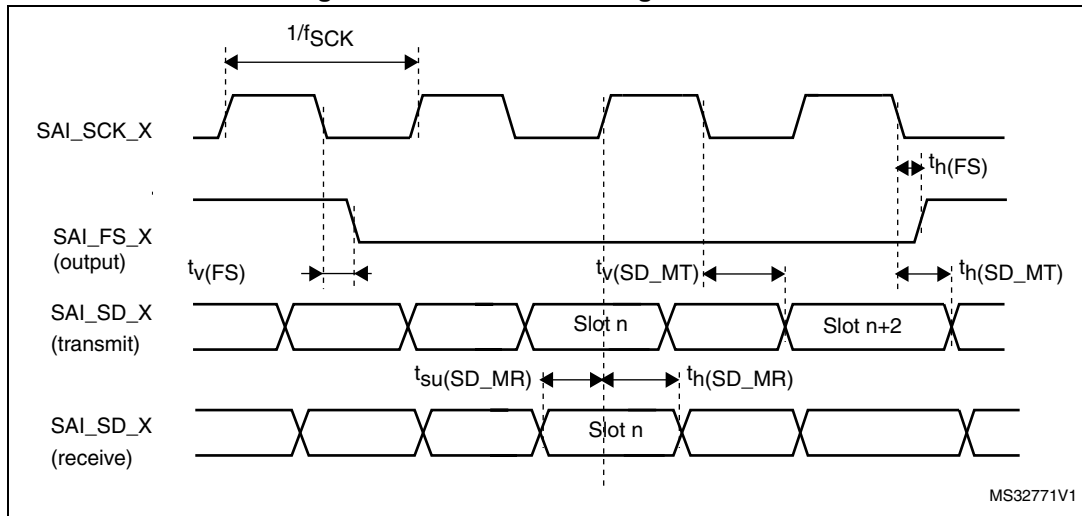 1/fSCK
SAI_SCK_X
th(FS)
SAI_FS_X
(output)
tv(FS)
tv(SD_MT)
th(SD_MT)
SAI_SD_X
(transmit)
Slot n
Slot n+2
tsu(SD_MR)
th(SD_MR)
SAI_SD_X
(receive)
Slot n
MS32771V1